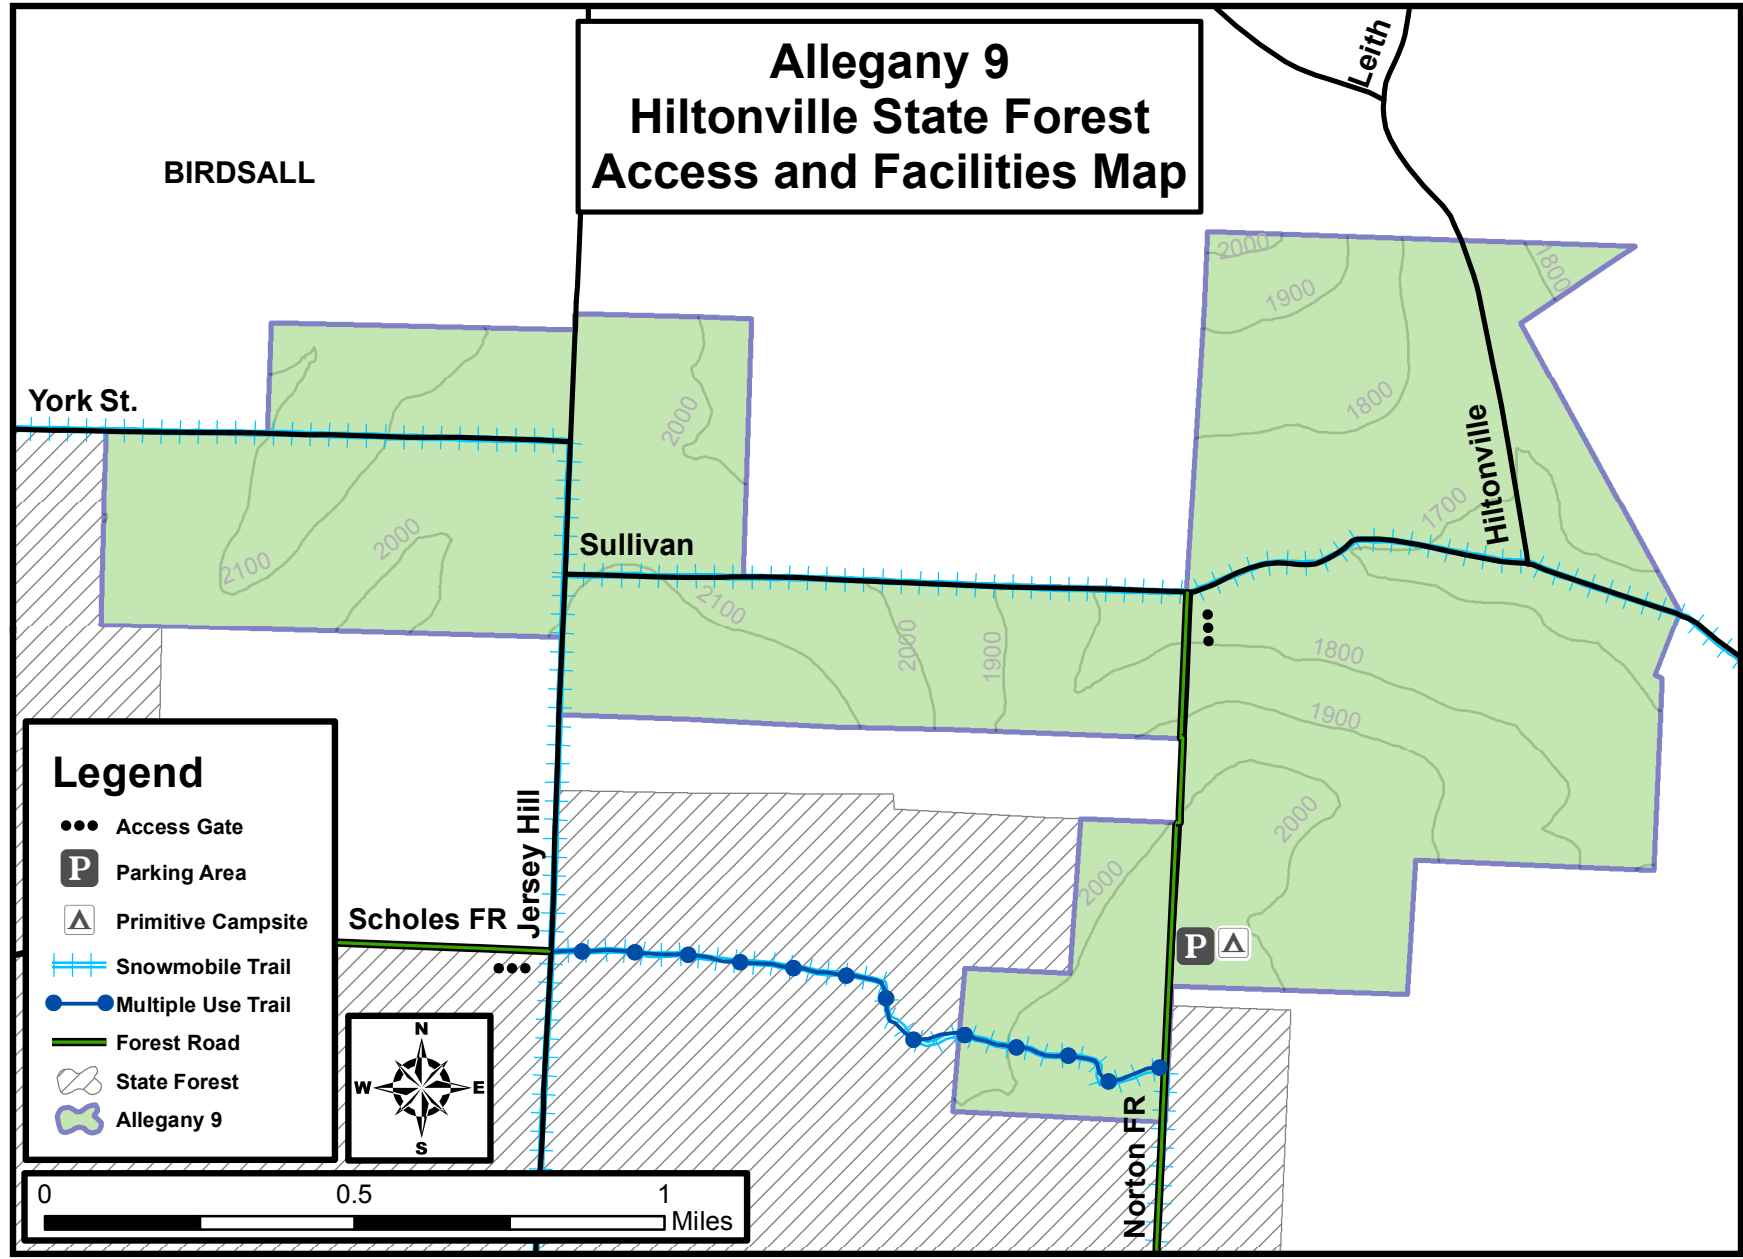 Allegany 9
Hiltonville State Forest
Access and Facilities Map
Leith
BIRDSALL
2000
1800
1900
York St.
1800
2000
Hiltonville
1700
2000
2100
Sullivan
2100
2000
1900
1800
1900
2000
2000
Jersey Hill
Scholes FR
Norton FR
Legend
Access Gate
P
Parking Area
Primitive Campsite
Snowmobile Trail
Multiple Use Trail
Forest Road
State Forest
Allegany 9
P
N
W
E
S
0
0.5
1
Miles